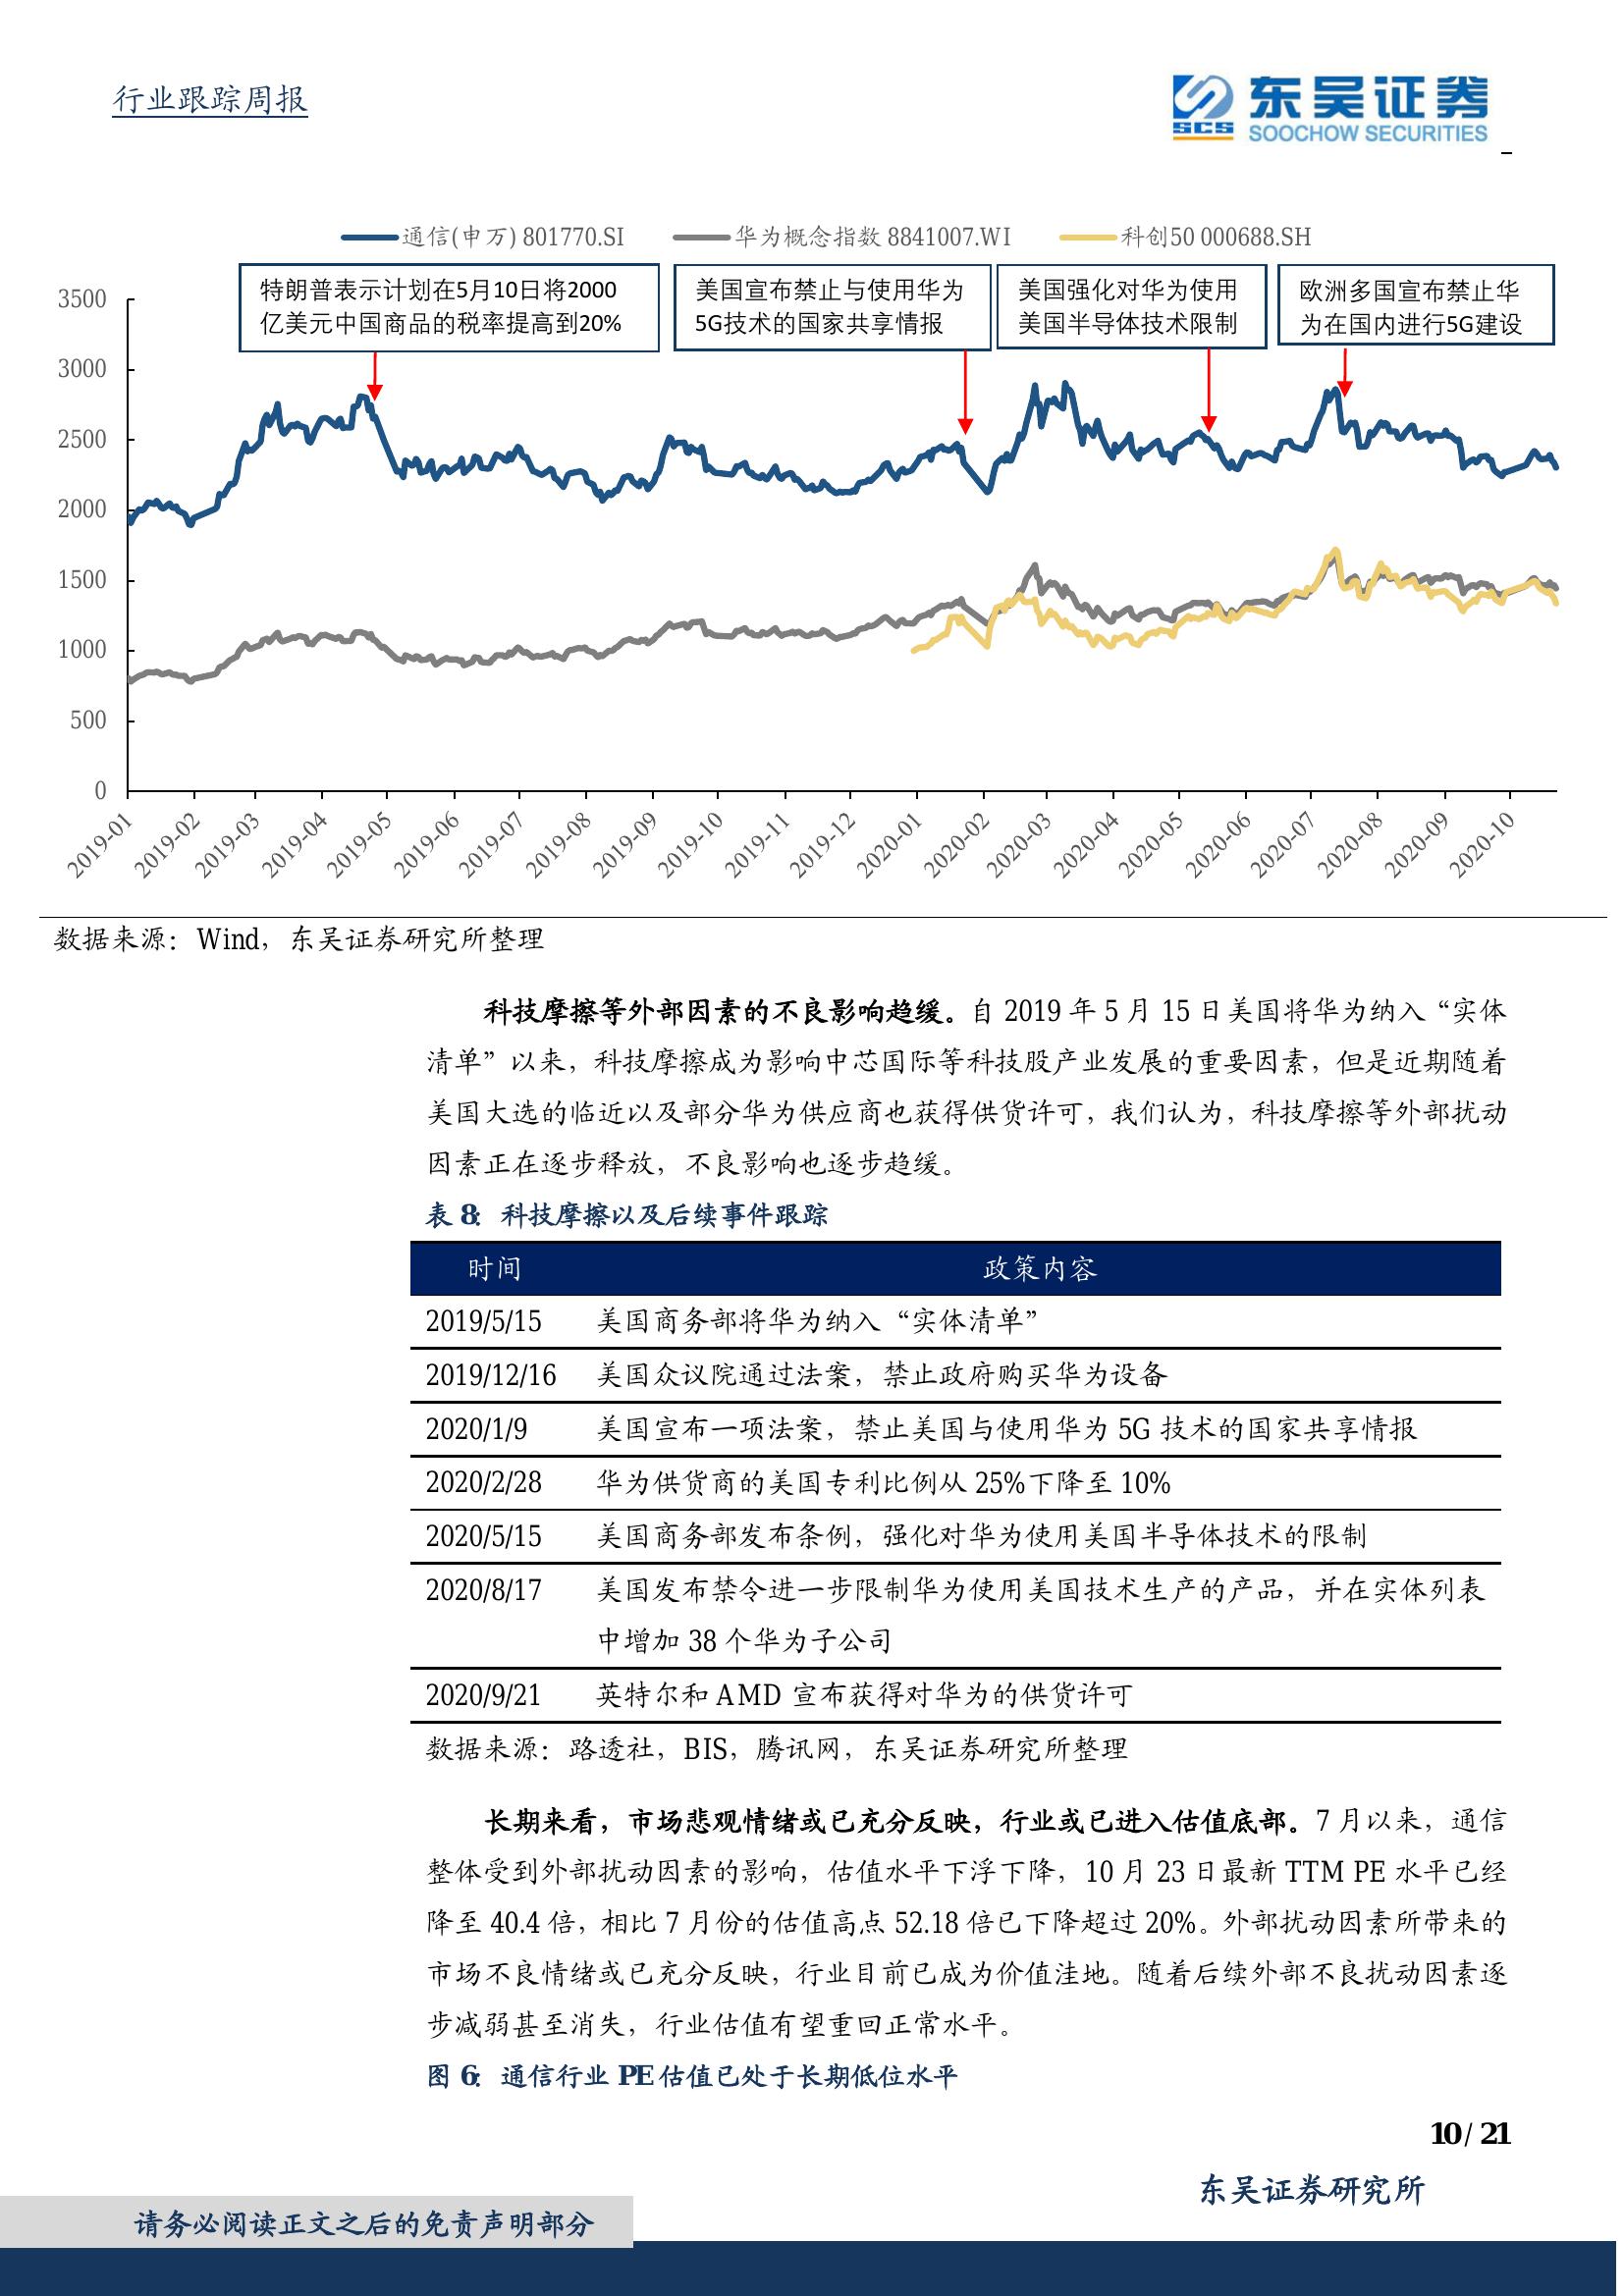 行业跟踪周报
SCS
东吴证券
SOOCHOW SECURITIES
通信(申万) 801770.SI
华为概念指数 8841007.WI
科创50 000688.SH
特朗普表示计划在5月10日将2000
亿美元中国商品的税率提高到20%
美国宣布禁止与使用华为
5G技术的国家共享情报
美国强化对华为使用
美国半导体技术限制
欧洲多国宣布禁止华
为在国内进行5G建设
3500
3000
2500
2000
1500
1000
500
0
2019-01
2019-02
2019-03
2019-04
2019-05
2019-06
2019-07
2019-08
2019-09
2019-10
2019-11
2019-12
2020-01
2020-02
2020-03
2020-04
2020-05
2020-06
2020-07
2020-08
2020-09
2020-10
数据来源：Wind，东吴证券研究所整理
科技摩擦等外部因素的不良影响趋缓。自 2019 年 5 月 15 日美国将华为纳入“实体
清单”以来，科技摩擦成为影响中芯国际等科技股产业发展的重要因素，但是近期随着
美国大选的临近以及部分华为供应商也获得供货许可，我们认为，科技摩擦等外部扰动
因素正在逐步释放，不良影响也逐步趋缓。
表 8：科技摩擦以及后续事件跟踪
时间 政策内容
2019/5/15 美国商务部将华为纳入“实体清单”
2019/12/16 美国众议院通过法案，禁止政府购买华为设备
2020/1/9 美国宣布一项法案，禁止美国与使用华为 5G 技术的国家共享情报
2020/2/28 华为供货商的美国专利比例从 25%下降至 10%
2020/5/15 美国商务部发布条例，强化对华为使用美国半导体技术的限制
2020/8/17 美国发布禁令进一步限制华为使用美国技术生产的产品，并在实体列表
中增加 38 个华为子公司
2020/9/21 英特尔和 AMD 宣布获得对华为的供货许可
数据来源：路透社，BIS，腾讯网，东吴证券研究所整理
长期来看，市场悲观情绪或已充分反映，行业或已进入估值底部。7 月以来，通信
整体受到外部扰动因素的影响，估值水平下浮下降，10 月 23 日最新 TTM PE 水平已经
降至 40.4 倍，相比 7 月份的估值高点 52.18 倍已下降超过 20%。外部扰动因素所带来的
市场不良情绪或已充分反映，行业目前已成为价值洼地。随着后续外部不良扰动因素逐
步减弱甚至消失，行业估值有望重回正常水平。
图 6：通信行业 PE 估值已处于长期低位水平
10 / 21
东吴证券研究所
请务必阅读正文之后的免责声明部分